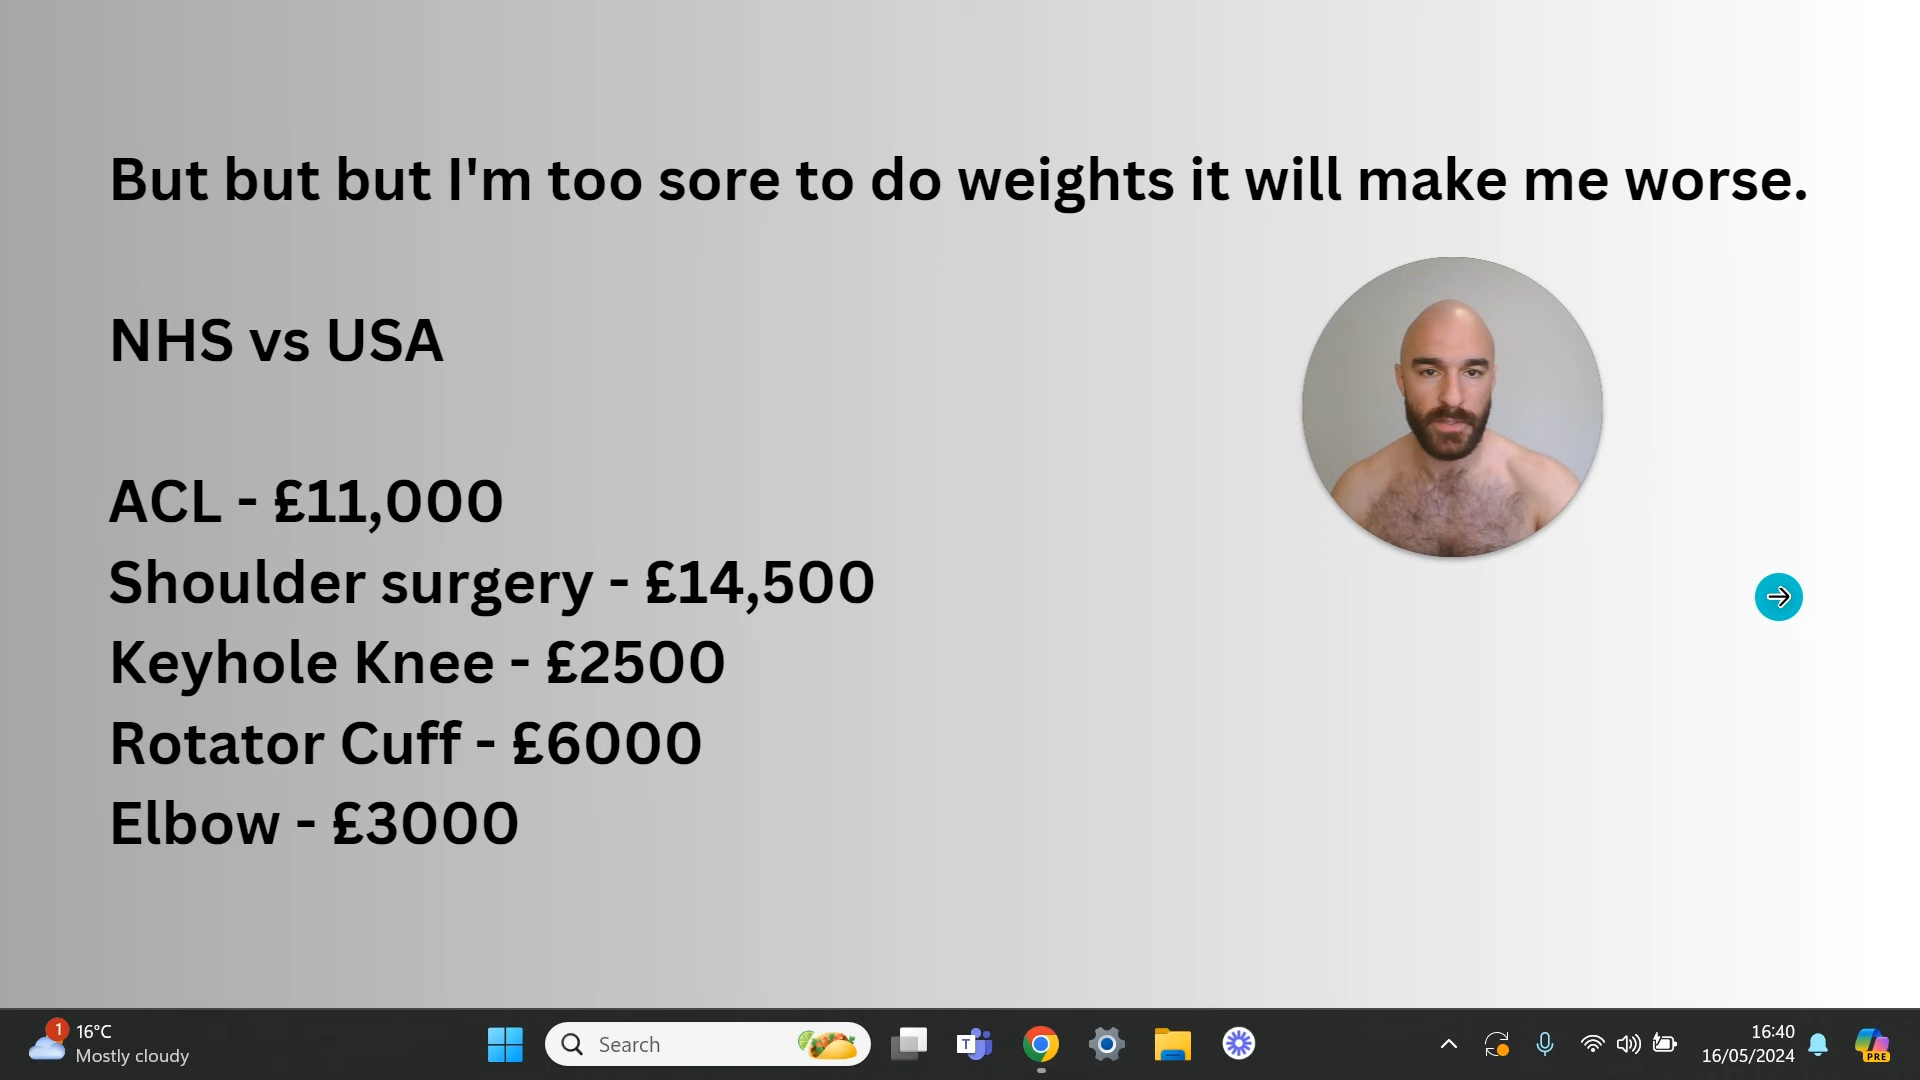 But but but I'm too sore to do weights it will make me worse.
NHS vs USA
ACL - £11,000
Shoulder surgery - £14,500
Keyhole Knee - £2500
Rotator Cuff - £6000
Elbow - £3000
1
16°C
Mostly cloudy
Search
T
16:40
16/05/2024
PRE